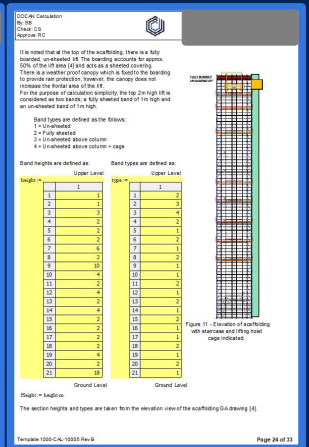 DOC/4N Calculation
By: SB
Check: CS
Approve: RC
It is noted that at the top of the scaffolding, there is a fully
boarded, un-sheeted lift. The boarding accounts for approx.
50% of the lift area [4] and acts as a sheeted covering.
There is a weather proof canopy which is fixed to the boarding
to provide rain protection, however, the canopy does not
increase the frontal area of the lift.
For the purpose of calculation simplicity, the top 2m high lift is
considered as two bands; a fully sheeted band of 1m high and
an un-sheeted band of 1m high.
Band types are defined as the follows:
1 = Un-sheeted
2 = Fully sheeted
3 = Un-sheeted above column
4 = Un-sheeted above column + cage
Band heights are defined as: Band types are defined as:
Upper Level Upper Level
height := type :=
1 1
1 1 1 2
2 1 2 3
3 3 3 4
4 2 4 2
5 2 5 1
6 2 6 2
7 6 7 1
8 2 8 2
9 10 9 1
10 4 10 1
11 2 11 2
12 4 12 1
13 2 13 2
14 4 14 1
15 2 15 2
16 2 16 1
17 2 17 1
18 2 18 2
19 4 19 1
20 2 20 2
21 18 21 1
Ground Level Ground Level
Figure 11 - Elevation of scaffolding
with staircase and lifting hoist
cage indicated.
Height := height·m
The section heights and types are taken from the elevation view of the scaffolding GA drawing [4].
Template 1000-CAL-10005 Rev B Page 24 of 33